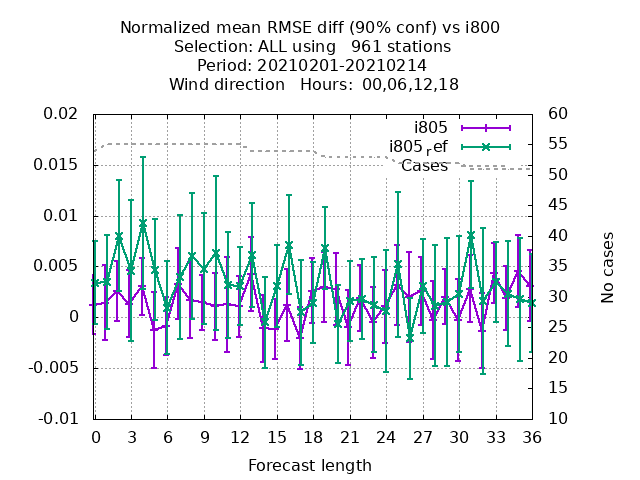 Normalized mean RMSE diff (90% conf) vs i800
Selection: ALL using   961 stations
Period: 20210201-20210214
Wind direction   Hours:  00,06,12,18
0.02
0.015
0.01
0.005
0
-0.005
-0.01
60
55
50
45
40
35
30
25
20
15
10
No cases
i805
i805ref
Cases
0 3 6 9 12 15 18 21 24 27 30 33 36
Forecast length